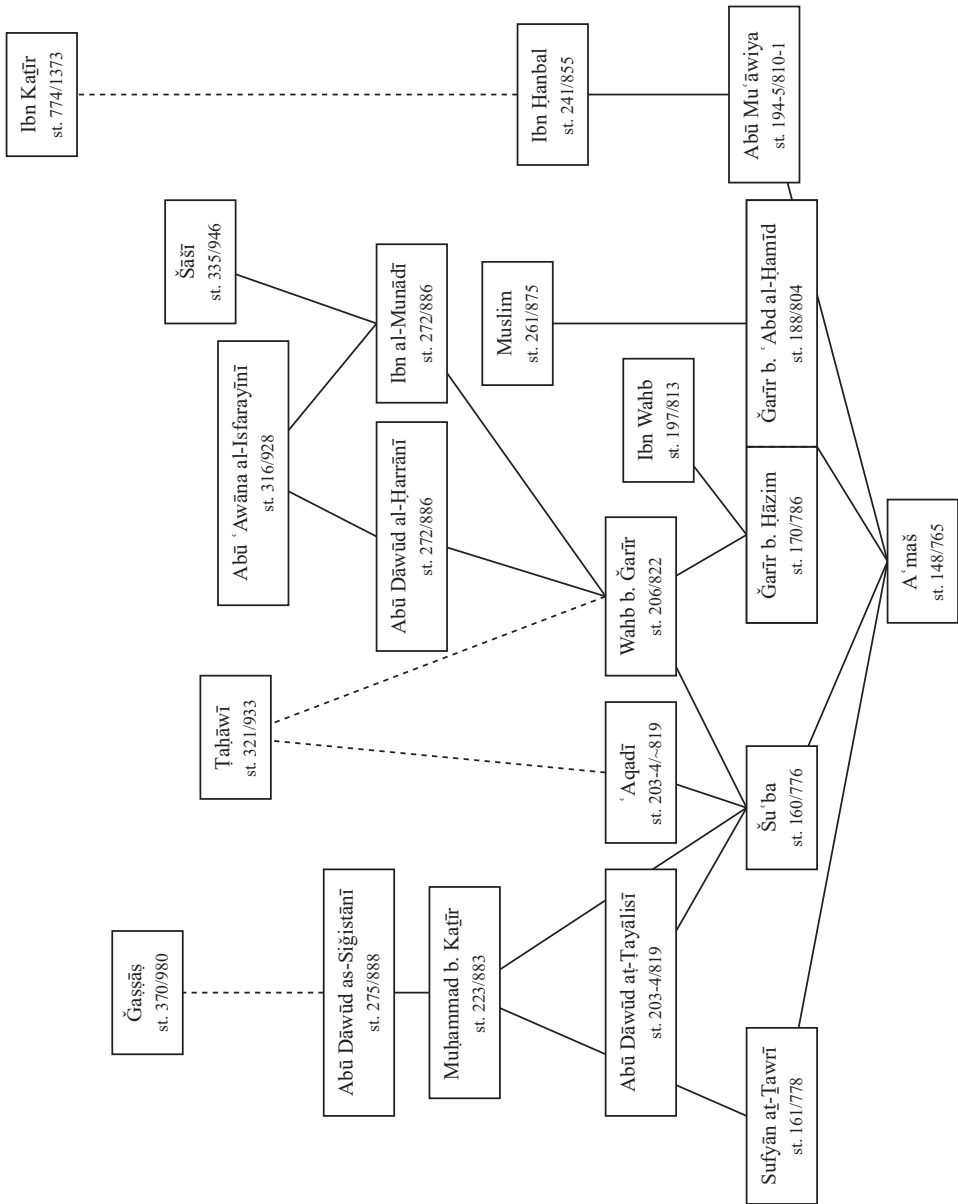 Ibn Kaṯīr
st. 774/1373
Šāšī
st. 335/946
Ğaṣṣāṣ
st. 370/980
Ṭaḥāwī
st. 321/933
Abū ʿAwāna al-Isfarayīnī
st. 316/928
Abū Dāwūd as-Siğistānī
st. 275/888
Abū Dāwūd al-Ḥarrānī
st. 272/886
Ibn al-Munādī
st. 272/886
Muḥammad b. Kaṯīr
st. 223/883
Muslim
st. 261/875
Ibn Ḥanbal
st. 241/855
Abū Dāwūd aṭ-Ṭayālisī
st. 203-4/819
ʿAqadī
st. 203-4/~819
Wahb b. Ğarīr
st. 206/822
Ibn Wahb
st. 197/813
Sufyān aṯ-Ṯawrī
st. 161/778
Šuʿba
st. 160/776
Ğarīr b. Ḥāzim
st. 170/786
Ğarīr b. ʿAbd al-Ḥamīd
st. 188/804
Abū Muʿāwiya
st. 194-5/810-1
Aʿmaš
st. 148/765